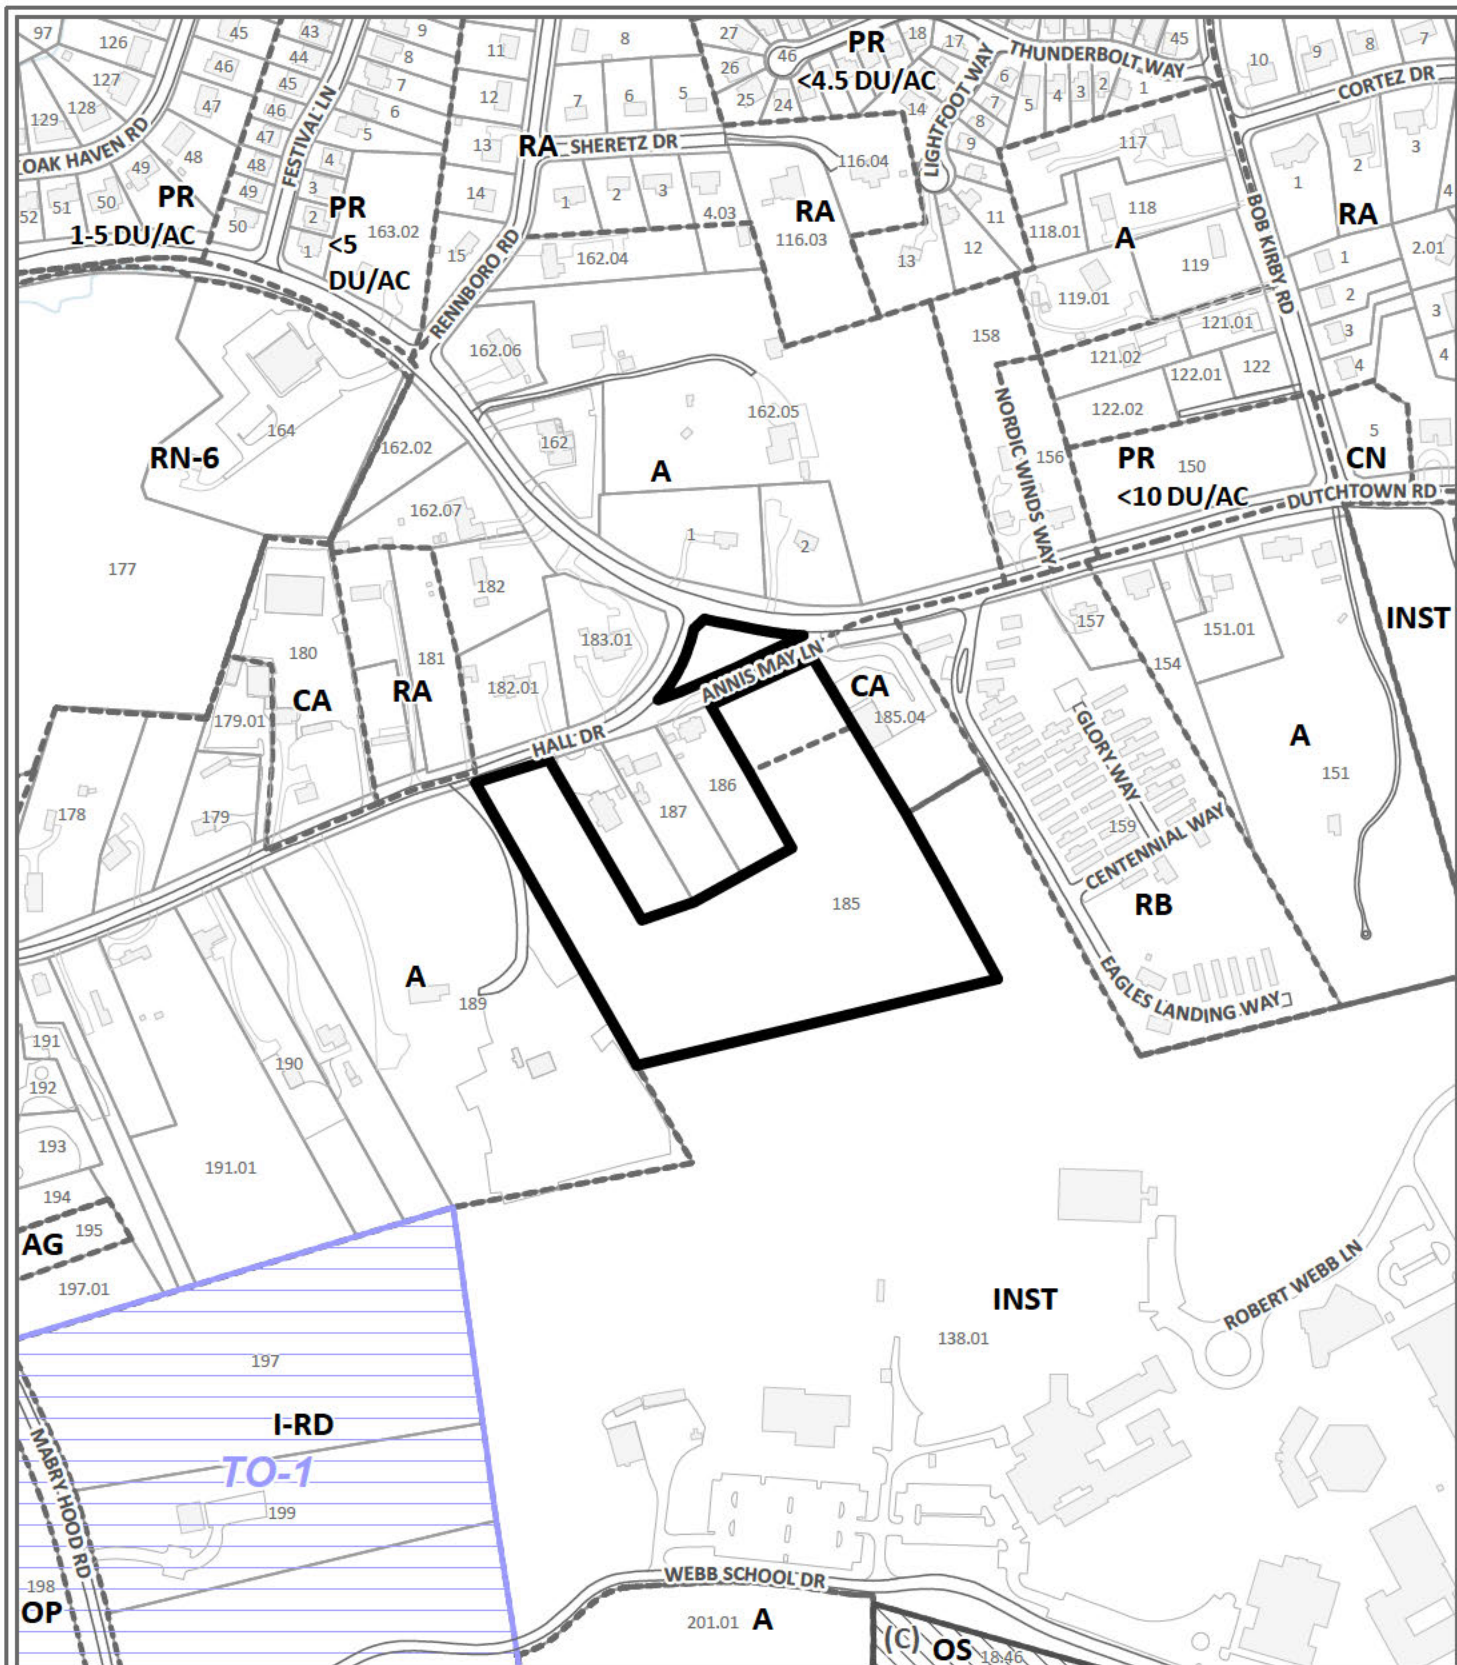 97
126
45
43
9
11
8
27
46
PR
18
17
LIGHTFOOT WAY
THUNDERBOLT WAY
45
10
9
8
7
127
46
44
8
26
<4.5 DU/AC
6
CORTEZ DR
128
45
7
12
7
6
5
25
24
14
7
5
4
3
2
1
129
47
46
6
8
OAK HAVEN RD
FESTIVAL LN
47
5
13
RA
SHERETZ DR
9
117
2
3
49
48
48
4
116.04
1
52
51
50
PR
49
3
PR
14
1
2
3
4.03
RA
11
118
BOB KIRBY RD
RA
4
1-5 DU/AC
50
2
<5
163.02
116.03
118.01
A
1
DU/AC
15
RENNBORO RD
162.04
13
12
119
1
2.01
119.01
2
162.06
158
121.01
3
3
121.02
122
4
4
164
162.05
122.01
NORDIC WINDS WAY
122.02
RN-6
162.02
162
A
156
PR
150
5
CN
<10 DU/AC
DUTCHTOWN RD
162.07
1
2
177
182
157
INST
180
181
183.01
151.01
ANNIS MAY LN
154
CA
RA
182.01
CA
179.01
185.04
HALL DR
GLORY WAY
A
178
179
186
151
187
159
CENTENNIAL WAY
185
RB
A
189
EAGLES LANDING WAY
191
190
192
193
191.01
194
195
AG
197.01
ROBERT WEBB LN
INST
138.01
197
I-RD
MABRY HOOD RD
TO-1
199
198
WEBB SCHOOL DR
OP
201.01
A
(C)
OS
18.46